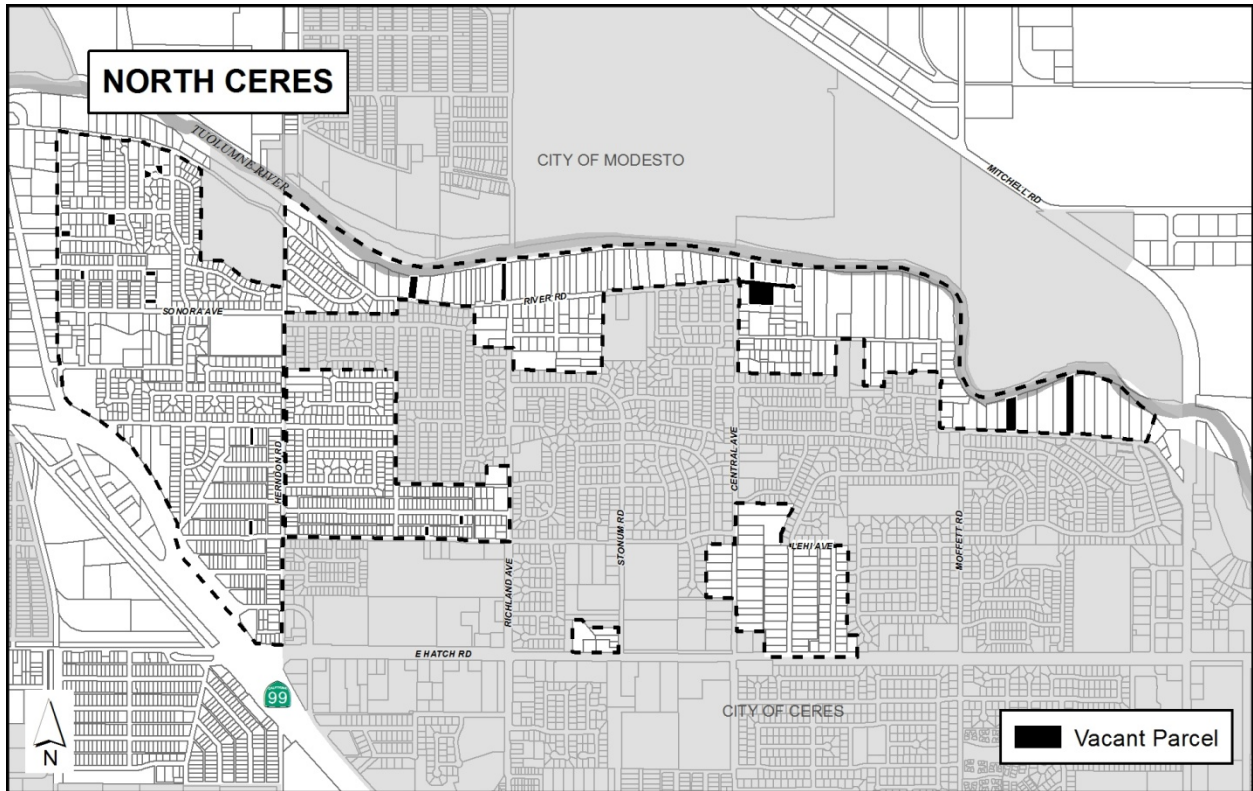 NORTH CERES
TUOLUMNE RIVER
CITY OF MODESTO
MITCHELL RD
RIVER RD
SONORA AVE
HERNDON RD
CENTRAL AVE
STONUM RD
LEHI AVE
MOFFETT RD
RICHLAND AVE
E HATCH RD
CALIFORNIA
99
CITY OF CERES
N
Vacant Parcel